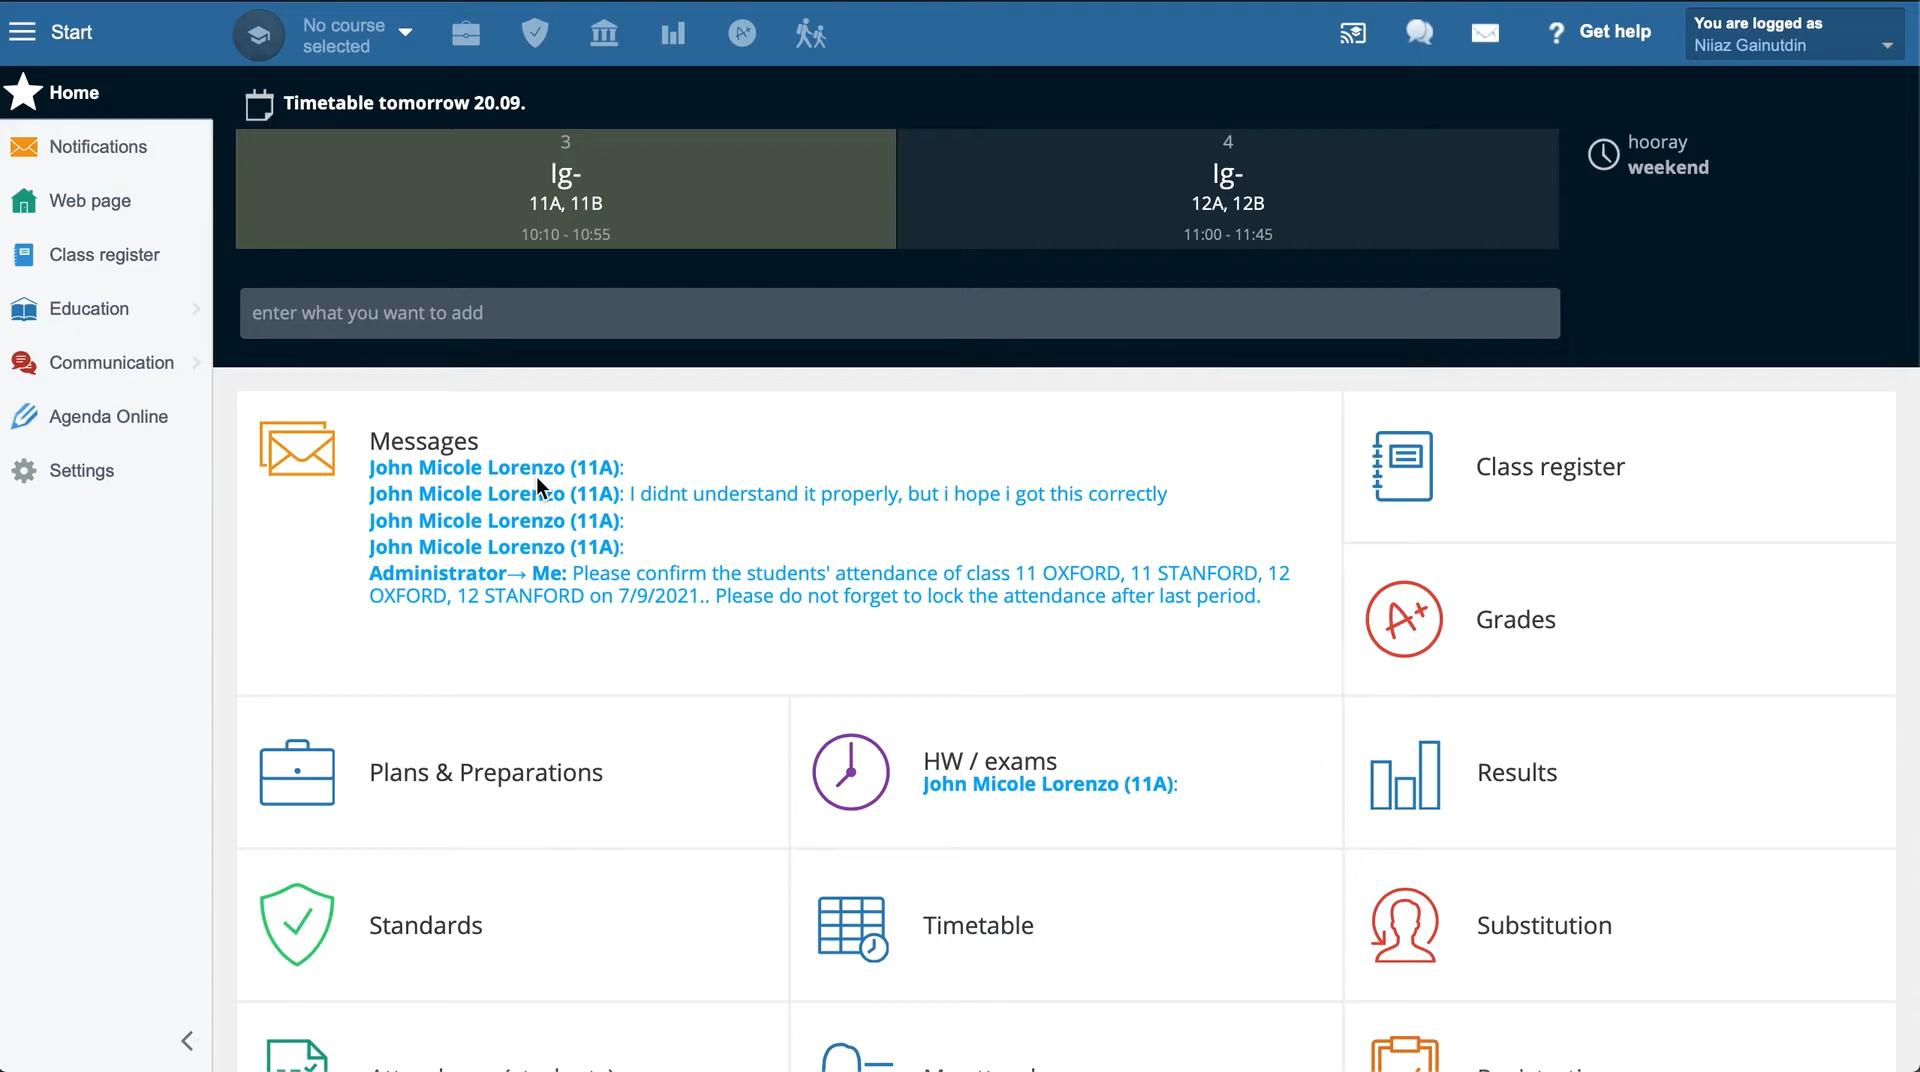 Start
No course
selected
Get help
You are logged as
Niiaz Gainutdin
Home
Notifications
Web page
Class register
Education
Communication
Agenda Online
Settings
Timetable tomorrow 20.09.
3
Ig-
11A, 11B
10:10 - 10:55
4
Ig-
12A, 12B
11:00 - 11:45
hooray
weekend
enter what you want to add
Messages
John Micole Lorenzo (11A):
John Micole Lorenzo (11A): I didnt understand it properly, but i hope i got this correctly
John Micole Lorenzo (11A):
John Micole Lorenzo (11A):
Administrator→ Me: Please confirm the students' attendance of class 11 OXFORD, 11 STANFORD, 12
OXFORD, 12 STANFORD on 7/9/2021.. Please do not forget to lock the attendance after last period.
Class register
A+
Grades
Plans & Preparations
HW / exams
John Micole Lorenzo (11A):
Results
Standards
Timetable
Substitution